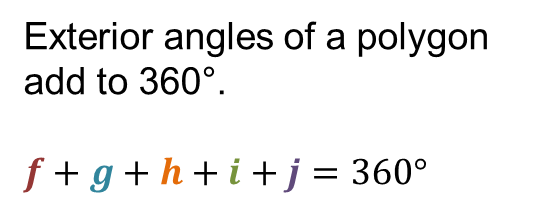 Exterior angles of a polygon
add to 360°.
f + g + h + i + j = 360°